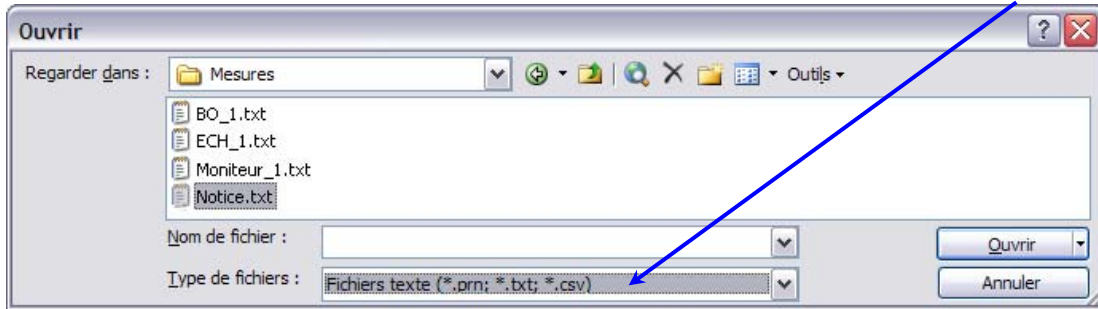 Ouvrir
?
Regarder dans :
Mesures
Outils
BO_1.txt
ECH_1.txt
Moniteur_1.txt
Notice.txt
Nom de fichier :
Ouvrir
Type de fichiers :
Fichiers texte (*.prn; *.txt; *.csv)
Annuler